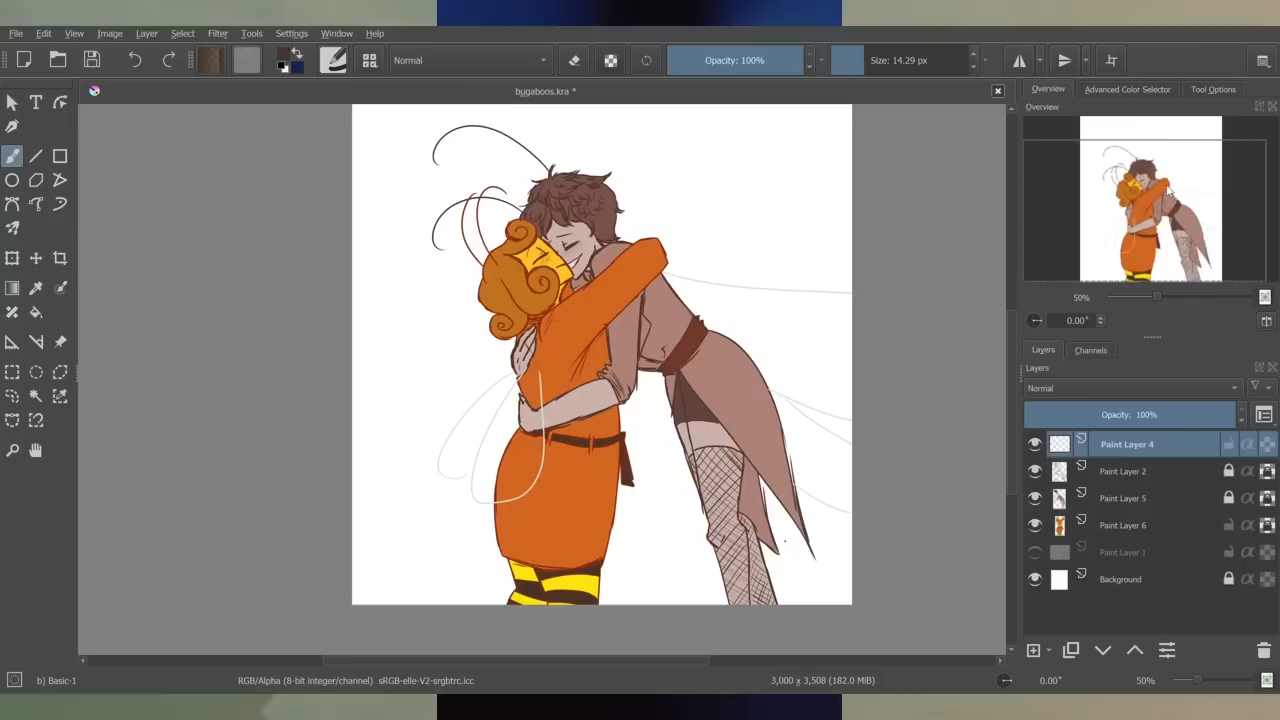 File Edit View Image Layer Select Filter Tools Settings Window Help
Normal Opacity: 100% Size: 14.29 px
bugaboos.kra *
Overview Advanced Color Selector Tool Options
Overview
50%
0.00°
Layers Channels
Layers
Normal
Opacity: 100%
Paint Layer 4
Paint Layer 2
Paint Layer 5
Paint Layer 6
Paint Layer 1
Background
b) Basic-1 RGB/Alpha (8-bit integer/channel) sRGB-elle-V2-srgbtrc.icc 3,000 x 3,508 (182.0 MiB) 0.00° 50%